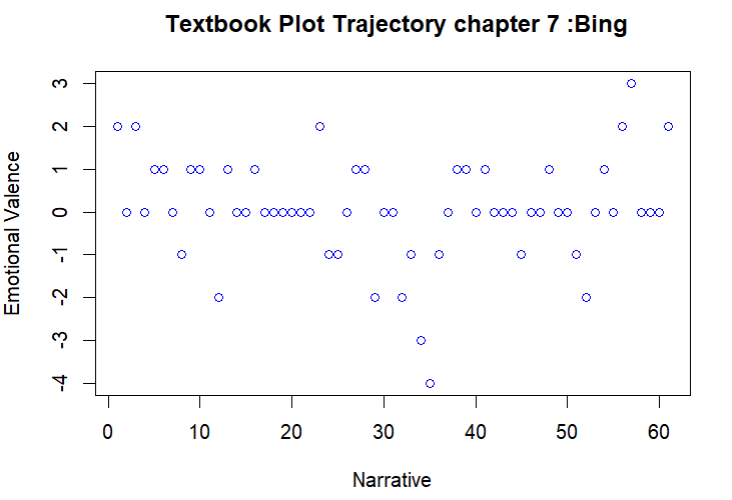 Textbook Plot Trajectory chapter 7 :Bing
Emotional Valence
3
2
1
0
-1
-2
-3
-4
0 10 20 30 40 50 60
Narrative